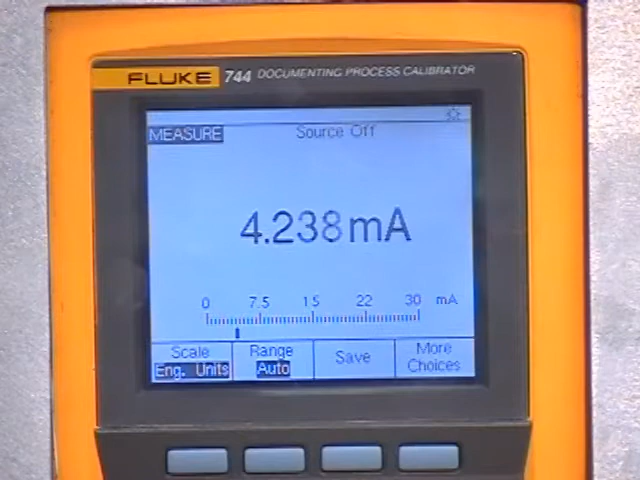 FLUKE 744 DOCUMENTING PROCESS CALIBRATOR
MEASURE Source Off
4.238 mA
0 7.5 15 22 30 mA
Scale Range Save More
Eng. Units Auto Choices